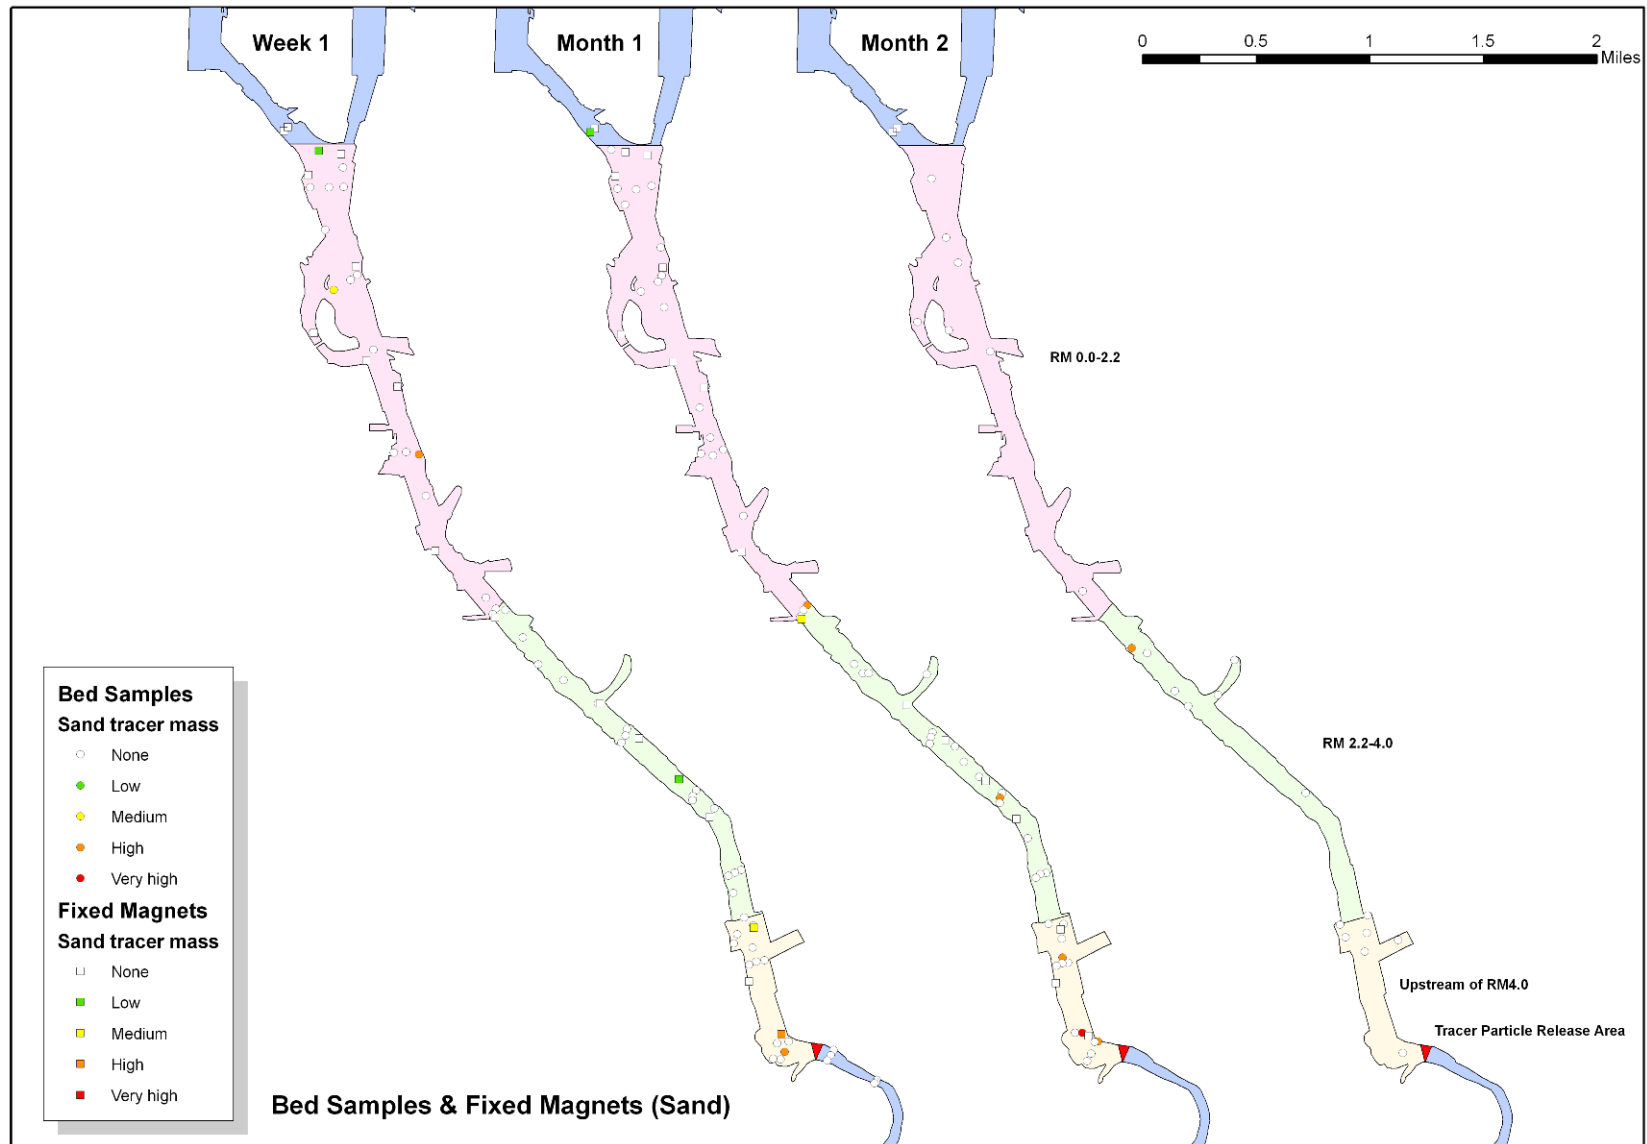 Week 1
Month 1
Month 2
0 0.5 1 1.5 2
Miles
RM 0.0-2.2
RM 2.2-4.0
Upstream of RM4.0
Tracer Particle Release Area
Bed Samples
Sand tracer mass
None
Low
Medium
High
Very high
Fixed Magnets
Sand tracer mass
None
Low
Medium
High
Very high
Bed Samples & Fixed Magnets (Sand)